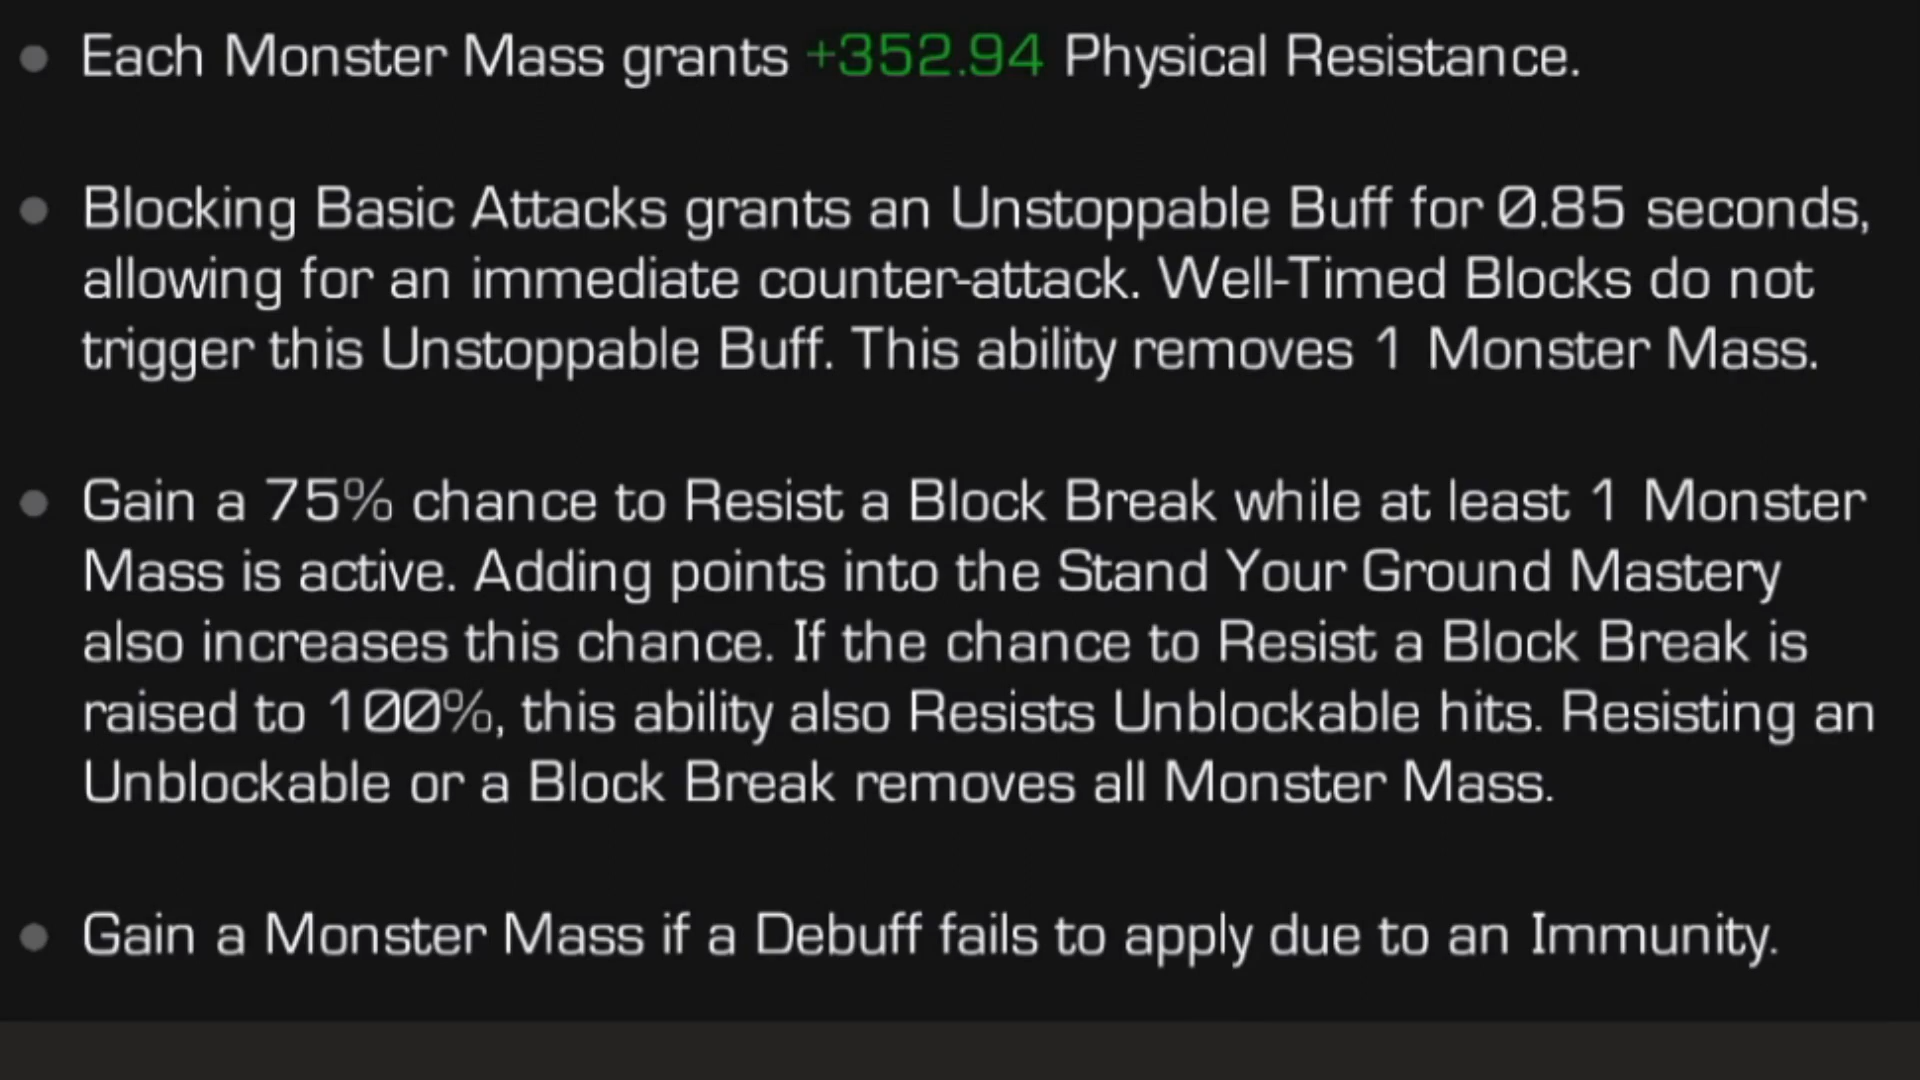 Each Monster Mass grants +352.94 Physical Resistance.
Blocking Basic Attacks grants an Unstoppable Buff for 0.85 seconds,
allowing for an immediate counter-attack. Well-Timed Blocks do not
trigger this Unstoppable Buff. This ability removes 1 Monster Mass.
Gain a 75% chance to Resist a Block Break while at least 1 Monster
Mass is active. Adding points into the Stand Your Ground Mastery
also increases this chance. If the chance to Resist a Block Break is
raised to 100%, this ability also Resists Unblockable hits. Resisting an
Unblockable or a Block Break removes all Monster Mass.
Gain a Monster Mass if a Debuff fails to apply due to an Immunity.